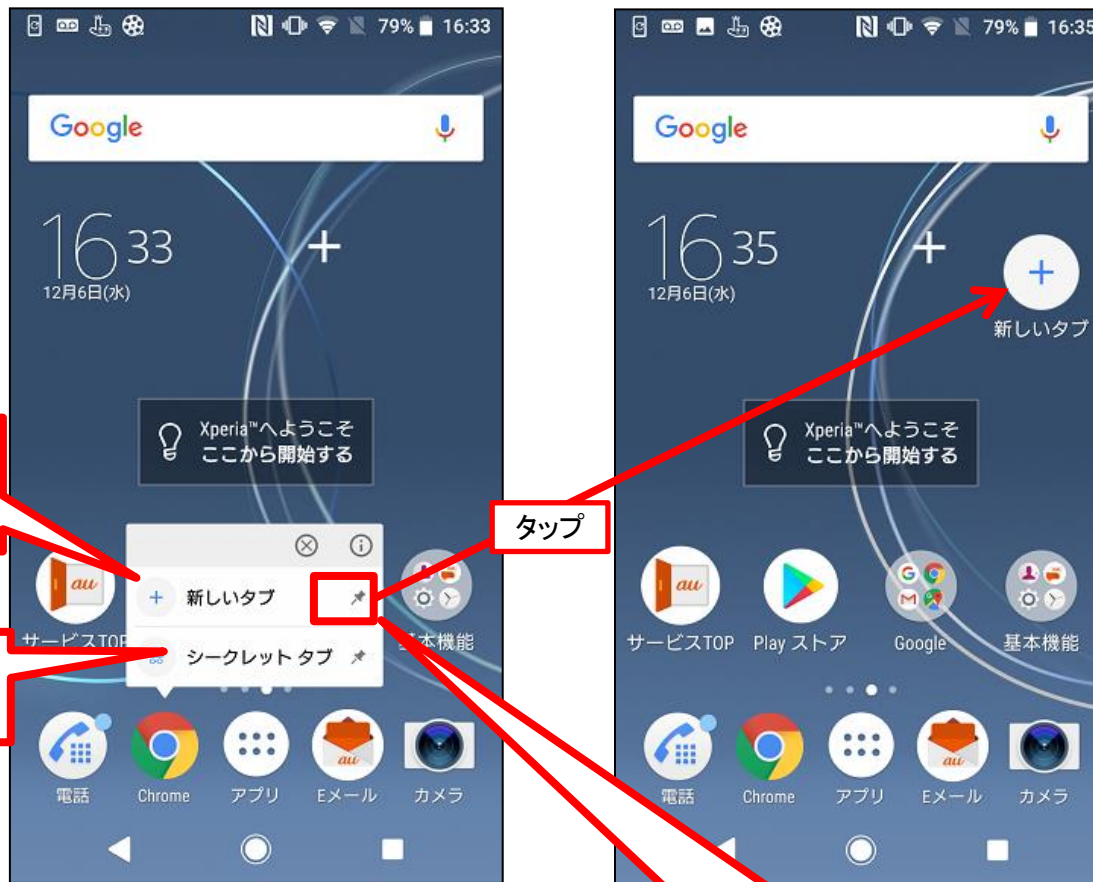 79% 16:33
Google
16 33
12月6日(水)
Xperia™へようこそ
ここから開始する
au
新しいタブ
サービスTOP
基本機能
シークレット タブ
au
電話
Chrome
アプリ
Eメール
カメラ
タップ
79% 16:35
Google
16 35
12月6日(水)
新しいタブ
Xperia™へようこそ
ここから開始する
au
サービスTOP
Play ストア
Google
基本機能
au
電話
Chrome
アプリ
Eメール
カメラ